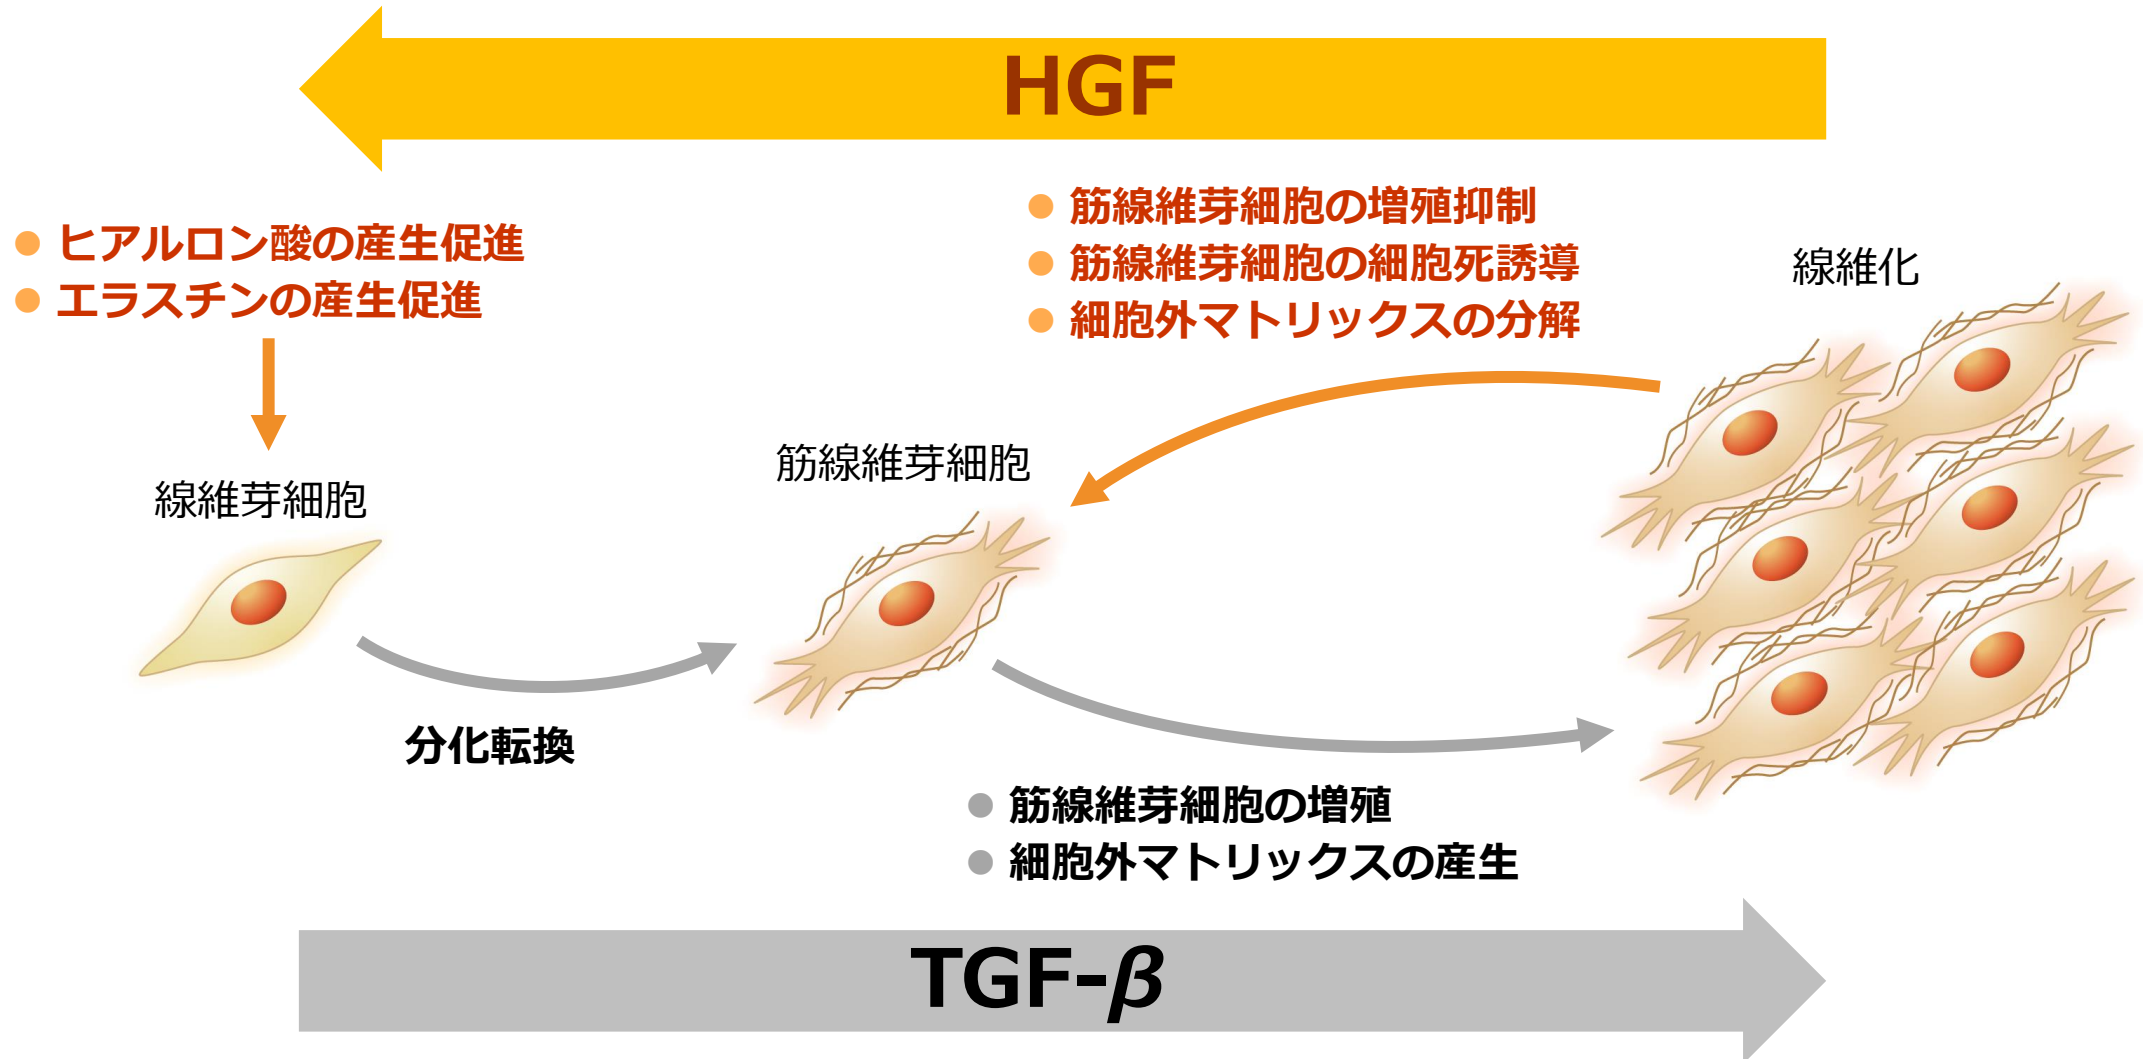 HGF
● ヒアルロン酸の産生促進
● エラスチンの産生促進
● 筋線維芽細胞の増殖抑制
● 筋線維芽細胞の細胞死誘導
● 細胞外マトリックスの分解
線維化
線維芽細胞
筋線維芽細胞
分化転換
● 筋線維芽細胞の増殖
● 細胞外マトリックスの産生
TGF-β